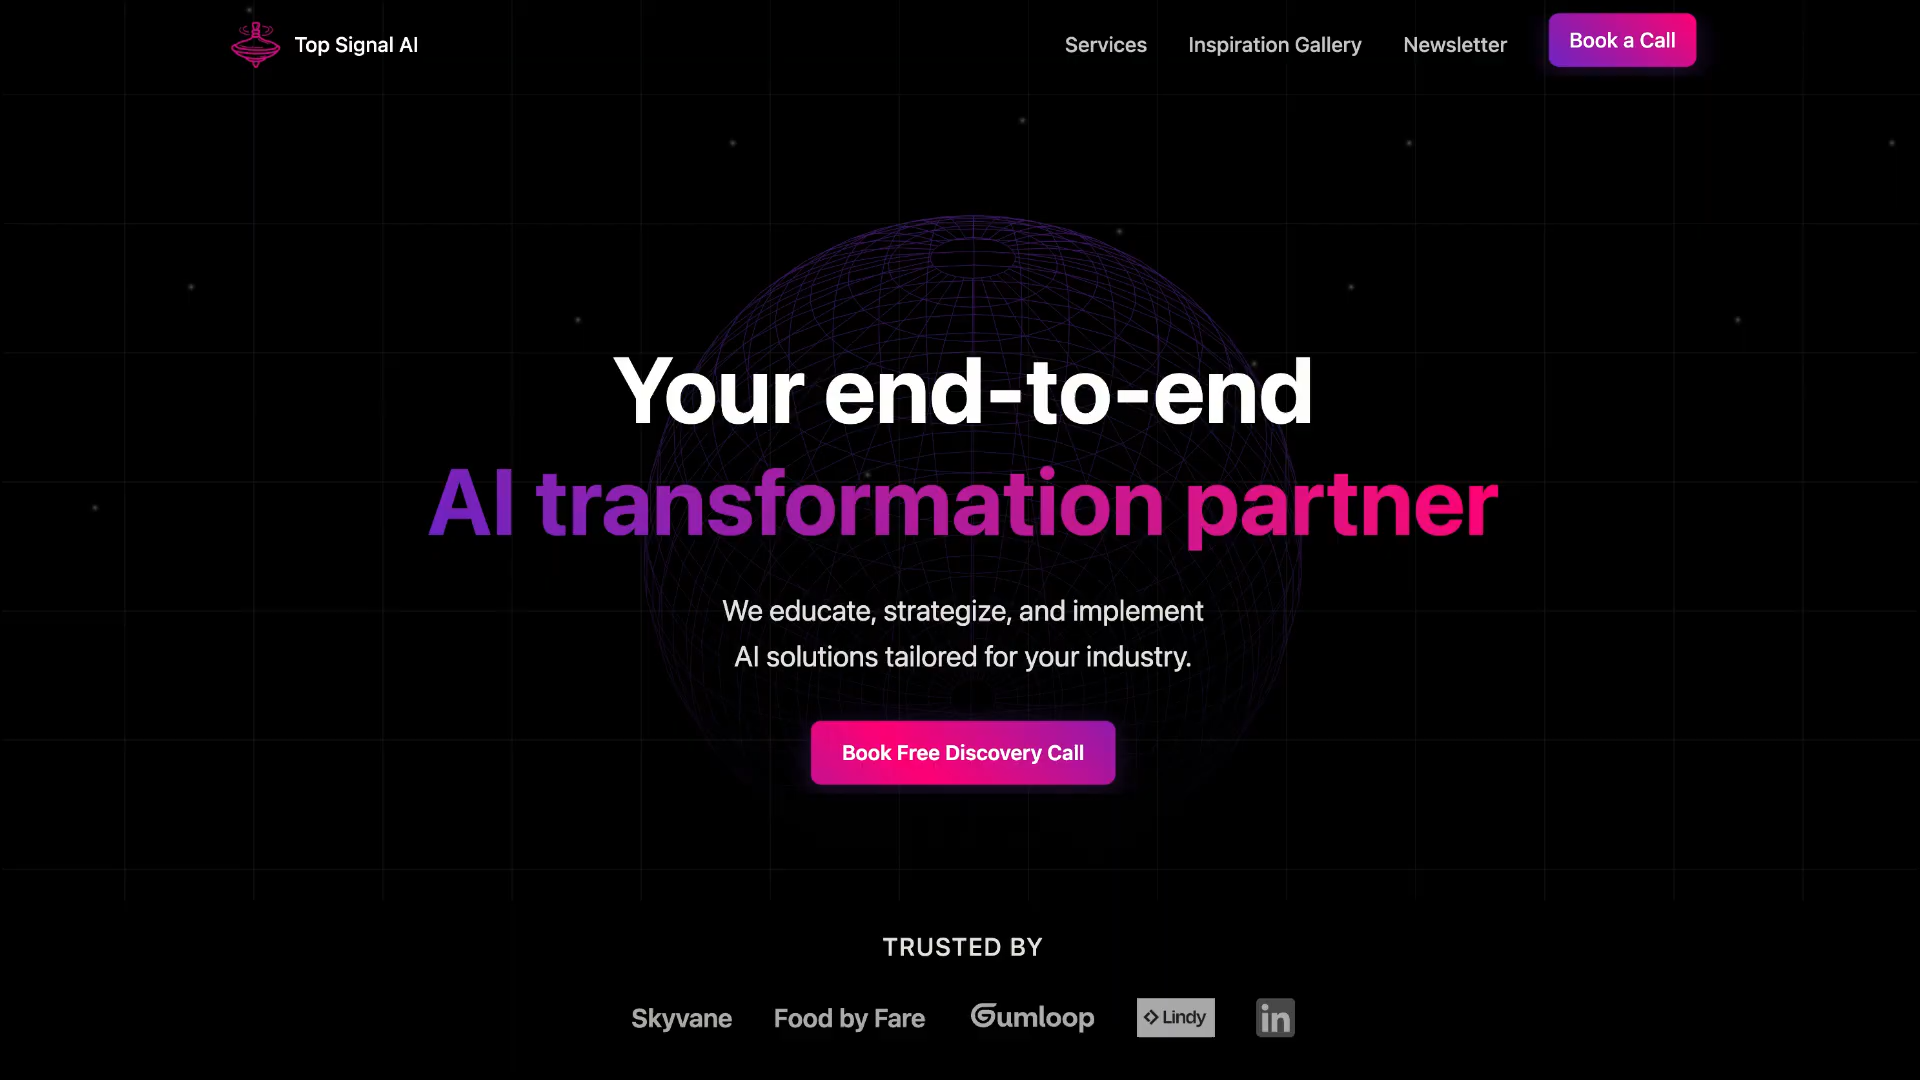 Top Signal AI
Services
Inspiration Gallery
Newsletter
Book a Call
Your end-to-end
AI transformation partner
We educate, strategize, and implement
AI solutions tailored for your industry.
Book Free Discovery Call
TRUSTED BY
Skyvane
Food by Fare
Gumloop
Lindy
in